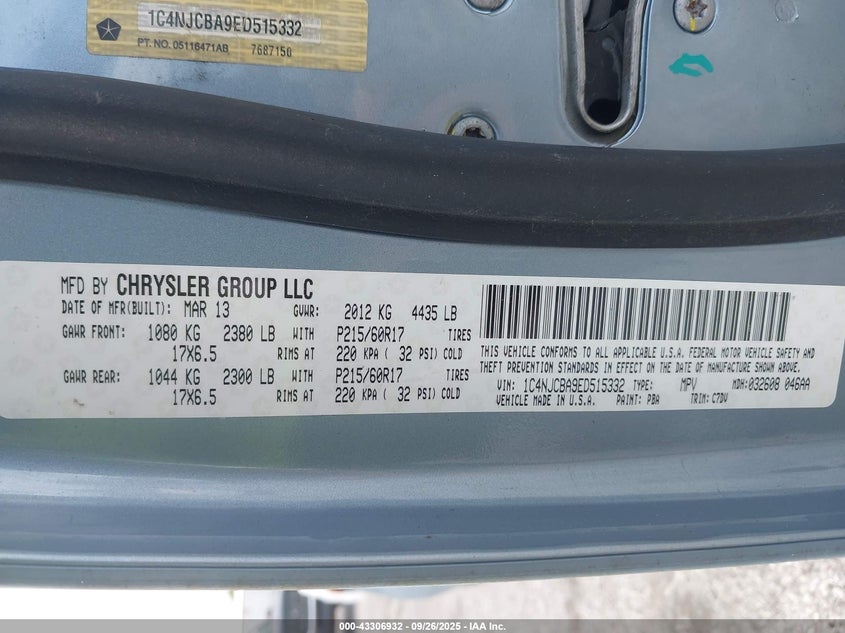 1C4NJCBA9ED515332
PT. NO. 05116471AB 7687150
MFD BY CHRYSLER GROUP LLC
DATE OF MFR(BUILT): MAR 13 GVWR: 2012 KG 4435 LB
GAWR FRONT: 1080 KG 2380 LB WITH P215/60R17 TIRES
17X6.5 RIMS AT 220 KPA ( 32 PSI) COLD
GAWR REAR: 1044 KG 2300 LB WITH P215/60R17 TIRES
17X6.5 RIMS AT 220 KPA ( 32 PSI) COLD
THIS VEHICLE CONFORMS TO ALL APPLICABLE U.S.A. FEDERAL MOTOR VEHICLE SAFETY, BUMPER, AND
THEFT PREVENTION STANDARDS IN EFFECT ON THE DATE OF MANUFACTURE SHOWN ABOVE.
VIN: 1C4NJCBA9ED515332 TYPE: MPV MDH: 032608 046AA
VEHICLE MADE IN U.S.A. PAINT: PBA TRIM: C7DV
000-43306932 - 09/26/2025 - IAA Inc.